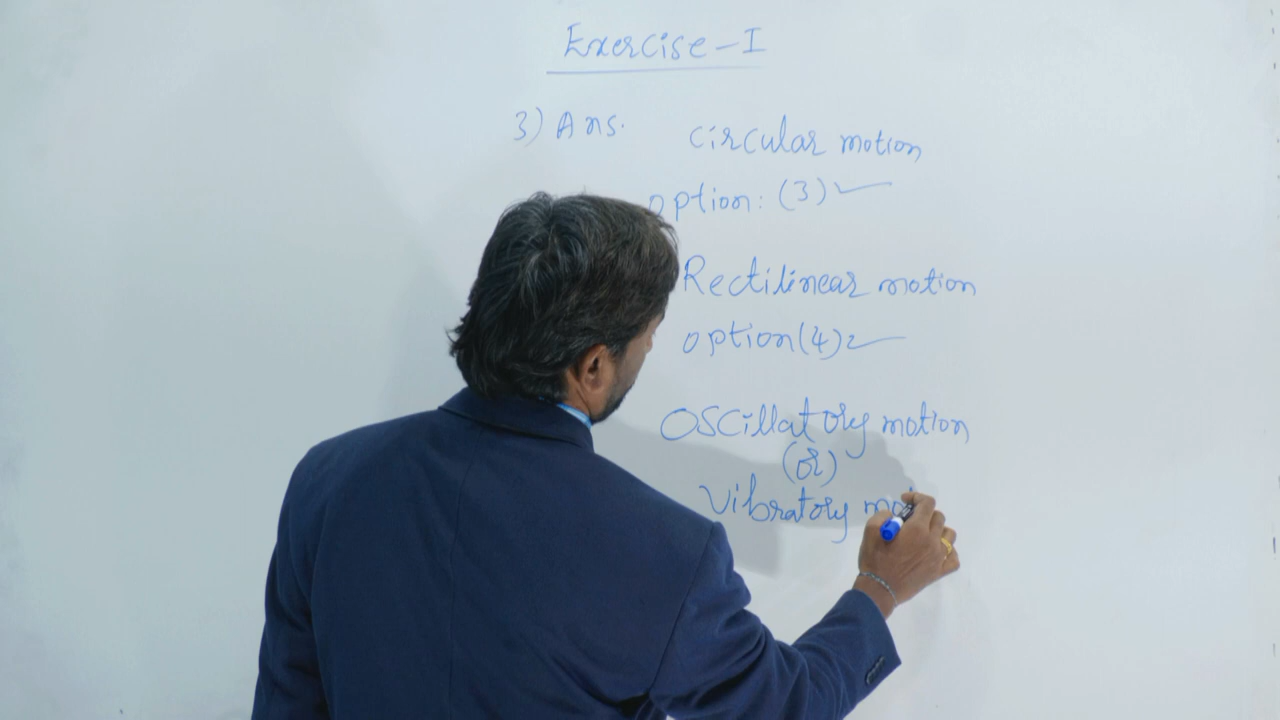 Exercise-I
3) Ans. circular motion
option: (3)
Rectilinear motion
option(4)
Oscillatory motion
(or)
Vibratory